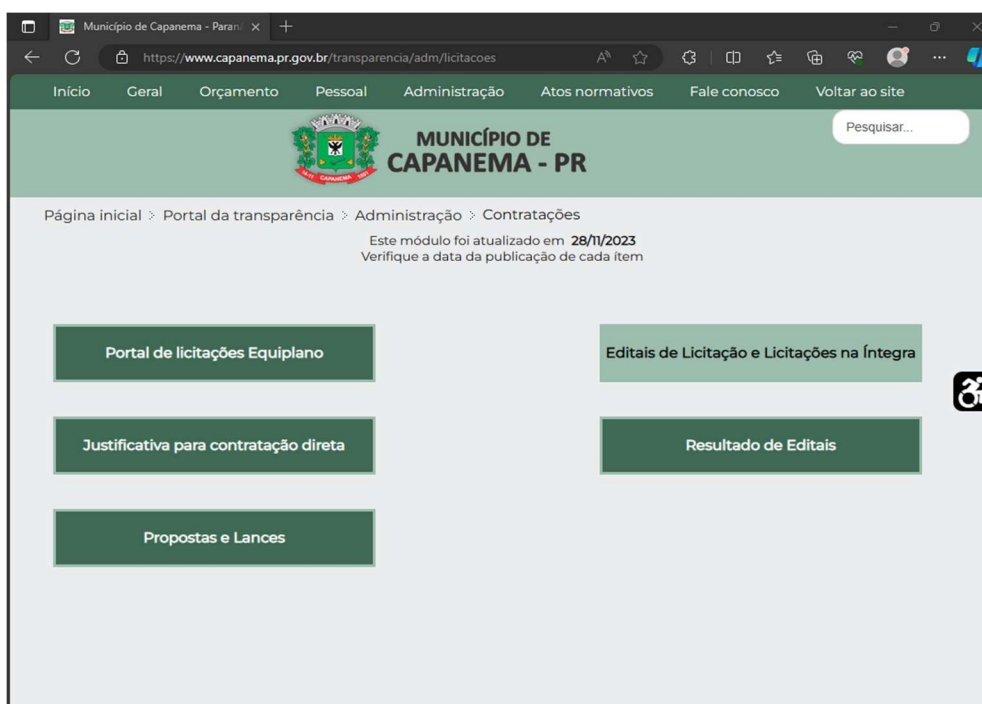 Município de Capanema - Paraná
https://www.capanema.pr.gov.br/transparencia/adm/licitacoes
Início Geral Orçamento Pessoal Administração Atos normativos Fale conosco Voltar ao site
Pesquisar...
MUNICÍPIO DE
CAPANEMA - PR
CAPANEMA
Página inicial > Portal da transparência > Administração > Contratações
Este módulo foi atualizado em 28/11/2023
Verifique a data da publicação de cada ítem
Portal de licitações Equiplano
Editais de Licitação e Licitações na Íntegra
Justificativa para contratação direta
Resultado de Editais
Propostas e Lances